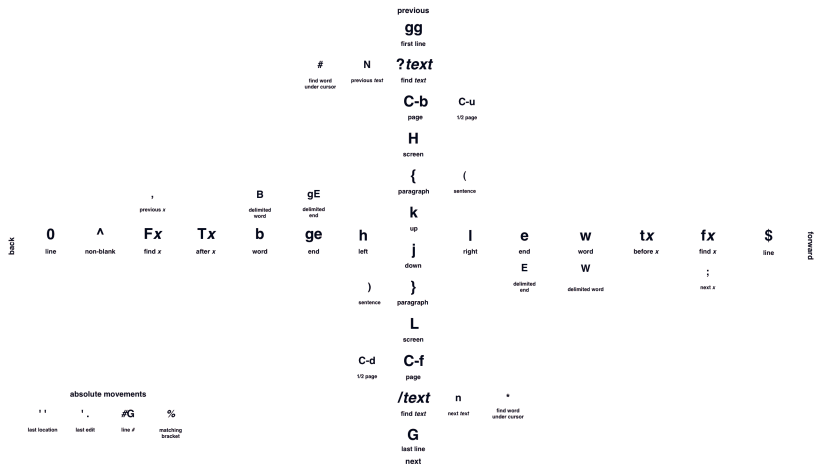 previous
gg
first line
# N ?text
find word previous text find text
under cursor
C-b C-u
page 1/2 page
H
screen
{ (
paragraph sentence
, B gE k
previous x delimited delimited up
word end
back 0 ^ Fx Tx b ge h j l e w tx fx $ forward
line non-blank find x after x word end left down right end word before x find x line
E W ;
delimited delimited word next x
end
) }
sentence paragraph
L
screen
C-d C-f
1/2 page page
absolute movements
/text n *
find text next text find word
under cursor
' ' ' . #G %
last location last edit line # matching
bracket
G
last line
next